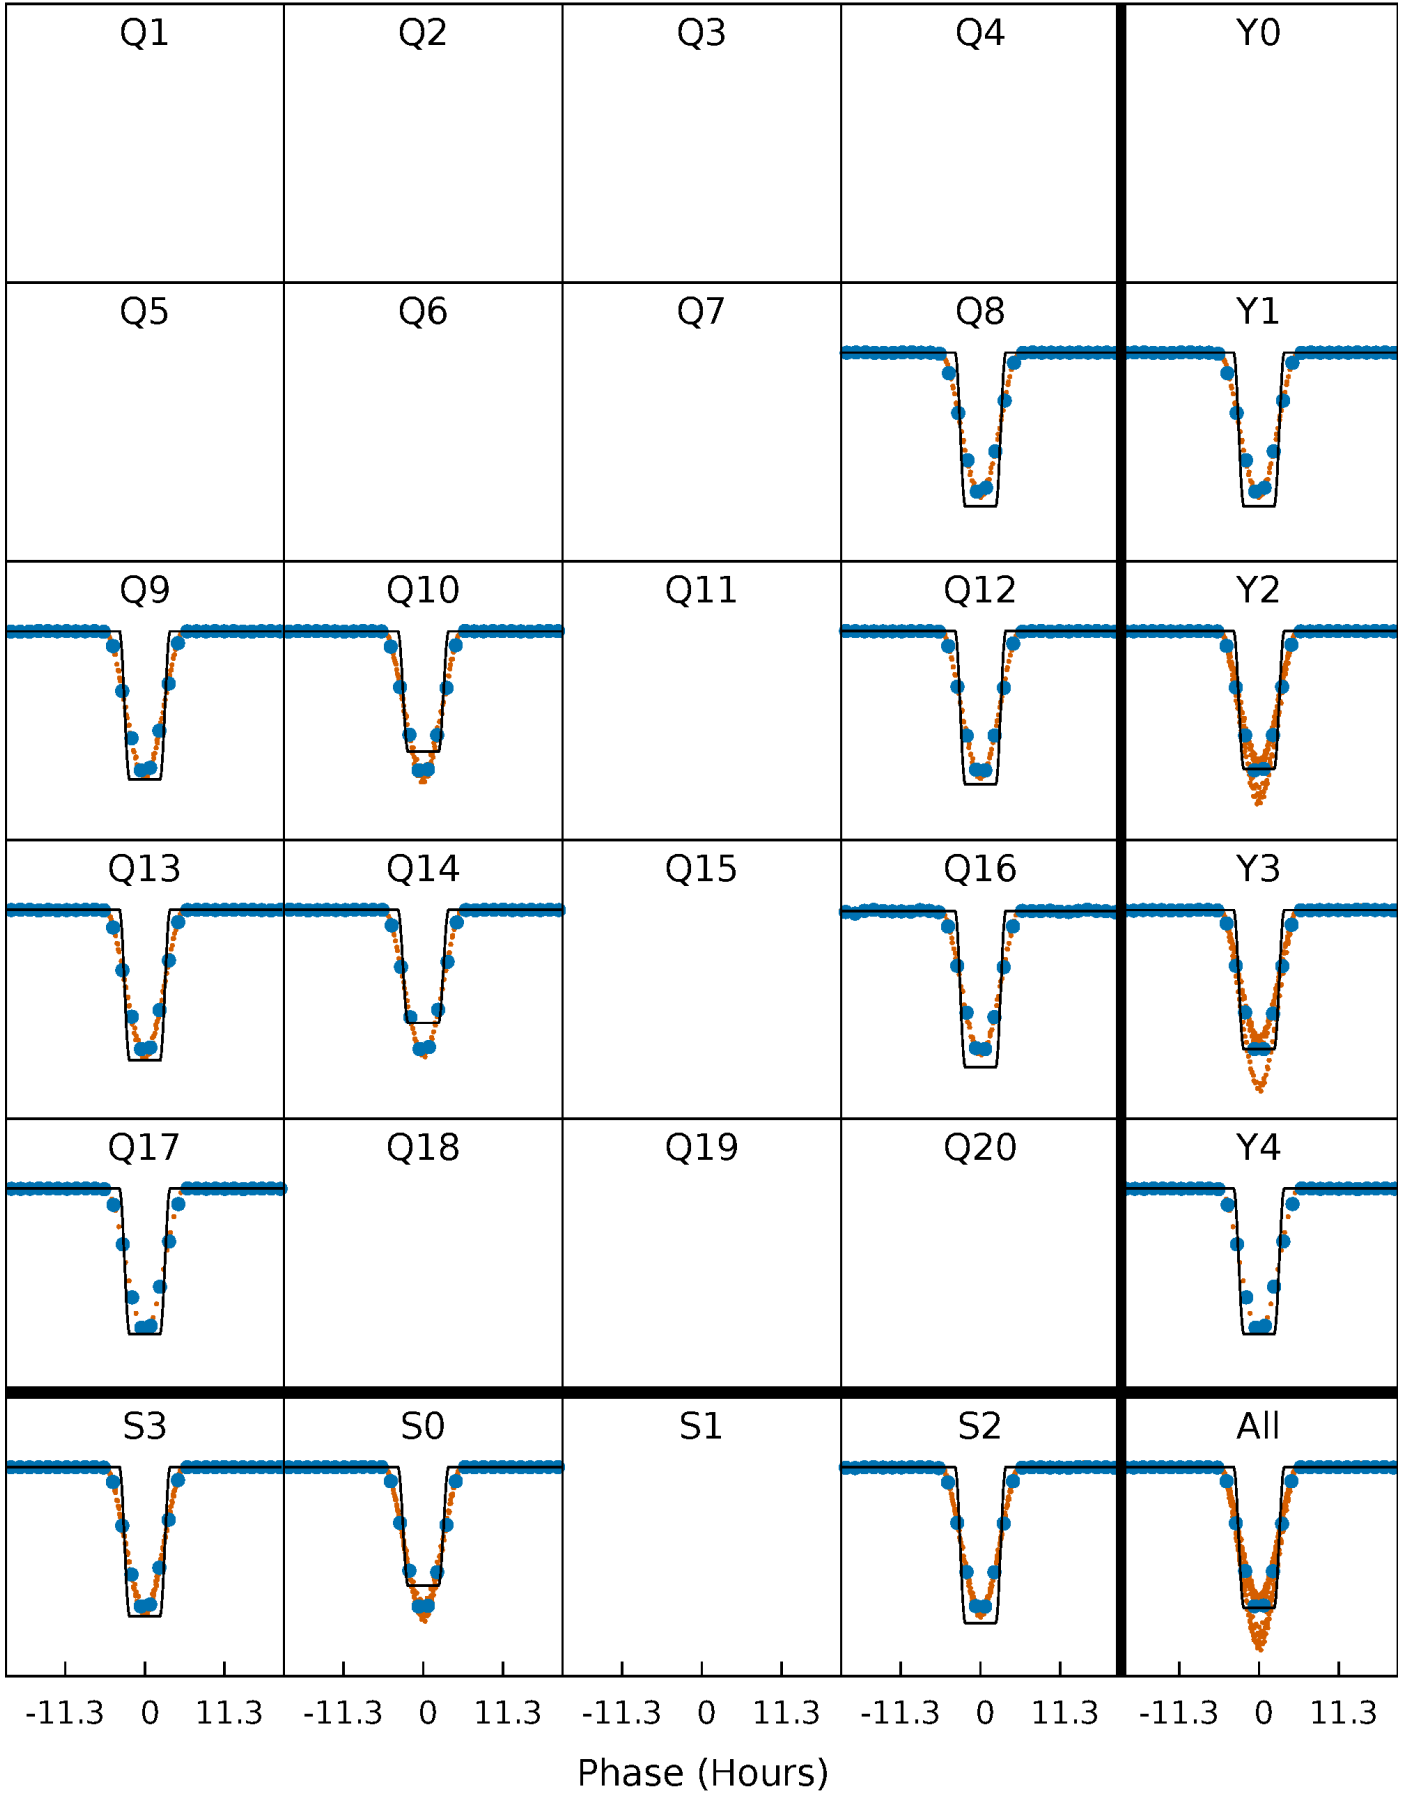 Q1 Q2 Q3 Q4 Y0
Q5 Q6 Q7 Q8 Y1
Q9 Q10 Q11 Q12 Y2
Q13 Q14 Q15 Q16 Y3
Q17 Q18 Q19 Q20 Y4
S3 S0 S1 S2 All
-11.3 0 11.3 -11.3 0 11.3 -11.3 0 11.3 -11.3 0 11.3 -11.3 0 11.3
Phase (Hours)